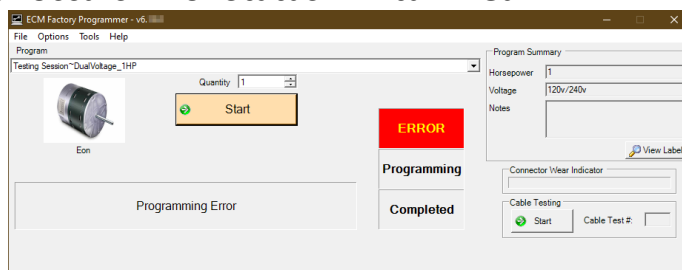 ECM Factory Programmer - v6.
File Options Tools Help
Program
Testing Session~DualVoltage_1HP
Quantity 1
Start
Eon
ERROR
Programming
Completed
Programming Error
Program Summary
Horsepower 1
Voltage 120v/240v
Notes
View Label
Connector Wear Indicator
Cable Testing
Start Cable Test #: